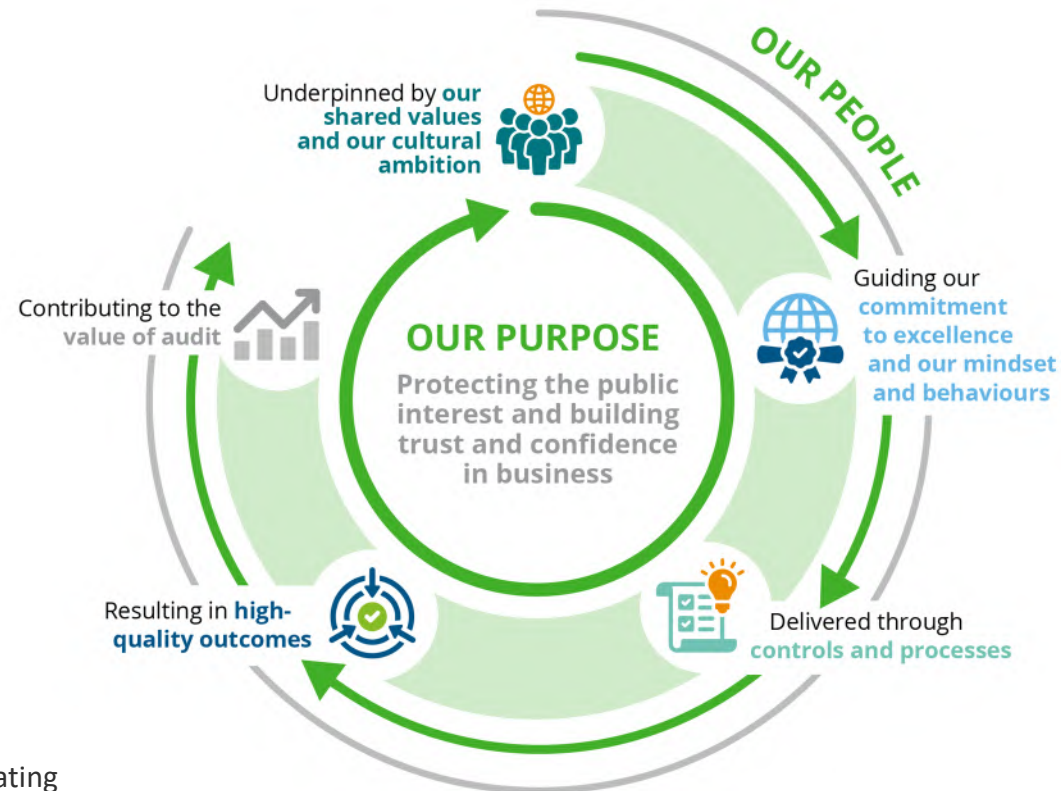 OUR PEOPLE
Underpinned by our
shared values
and our cultural
ambition
Guiding our
commitment
to excellence
and our mindset
and behaviours
Contributing to the
value of audit
OUR PURPOSE
Protecting the public
interest and building
trust and confidence
in business
Resulting in high-
quality outcomes
Delivered through
controls and processes